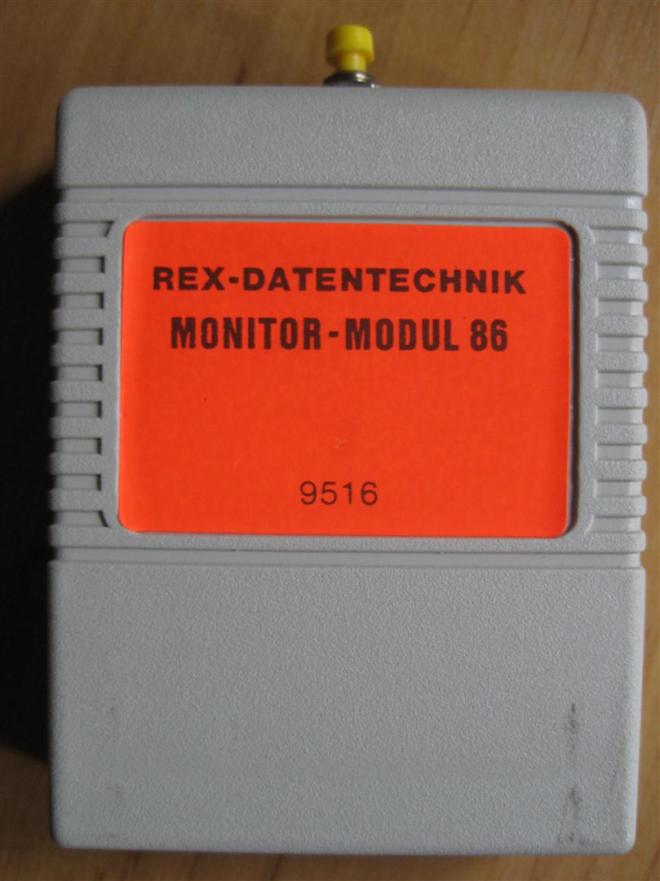 REX-DATENTECHNIK
MONITOR-MODUL 86
9516